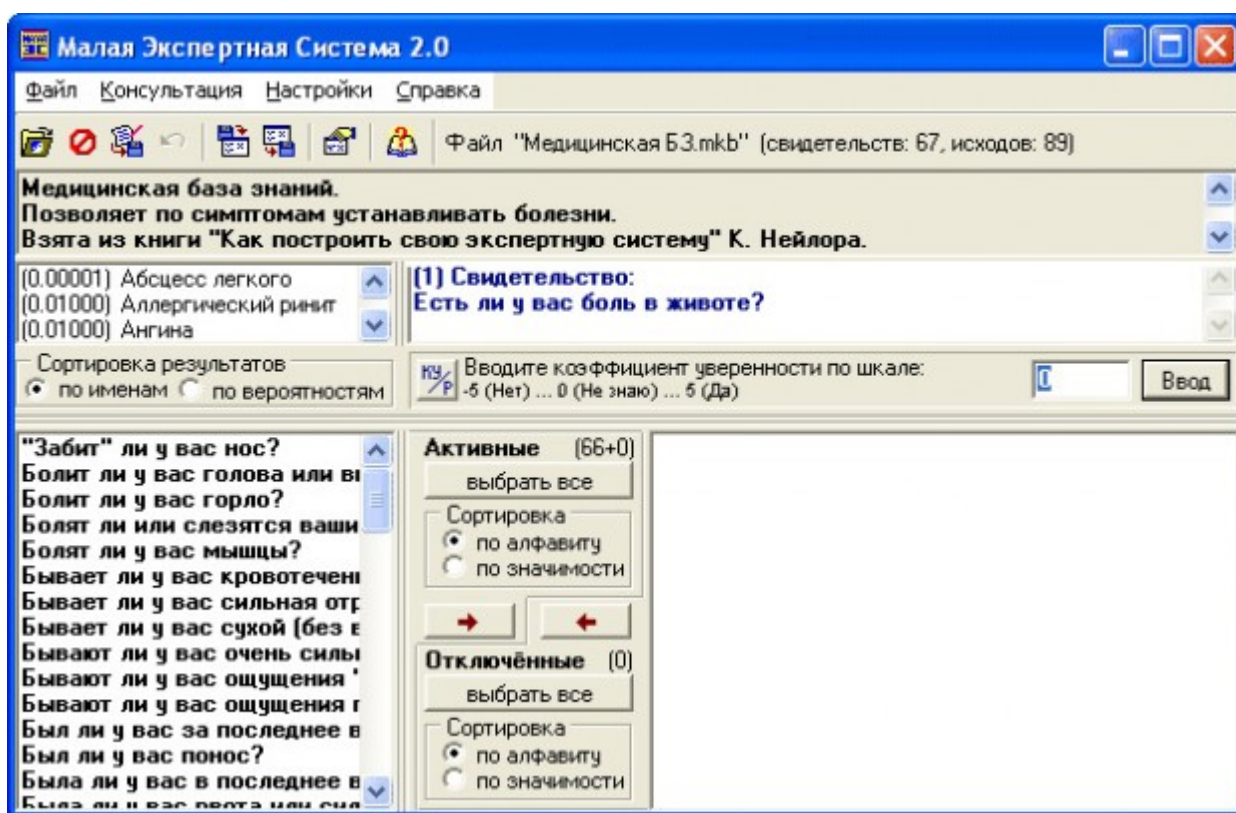 Малая Экспертная Система 2.0
Файл Консультация Настройки Справка
Файл "Медицинская БЗ.mkb" (свидетельств: 67, исходов: 89)
Медицинская база знаний.
Позволяет по симптомам устанавливать болезни.
Взята из книги "Как построить свою экспертную систему" К. Нейлора.
(0.00001) Абсцесс легкого
(0.01000) Аллергический ринит
(0.01000) Ангина
(1) Свидетельство:
Есть ли у вас боль в животе?
Сортировка результатов
по именам по вероятностям
КУ/Р
Вводите коэффициент уверенности по шкале:
-5 (Нет) ... 0 (Не знаю) ... 5 (Да)
0
Ввод
"Забит" ли у вас нос?
Болит ли у вас голова или
Болит ли у вас горло?
Болят ли или слезятся ваши
Болят ли у вас мышцы?
Бывает ли у вас
Бывает ли у вас сильная
Бывает ли у вас сухой (без
Бывают ли у вас очень
Бывают ли у вас ощущения "
Бывают ли у вас ощущения
Был ли у вас за последнее
Был ли у вас понос?
Была ли у вас в последнее
Была ли у вас рвота или
Активные (66+0)
выбрать все
Сортировка
по алфавиту
по значимости
Отключённые (0)
выбрать все
Сортировка
по алфавиту
по значимости